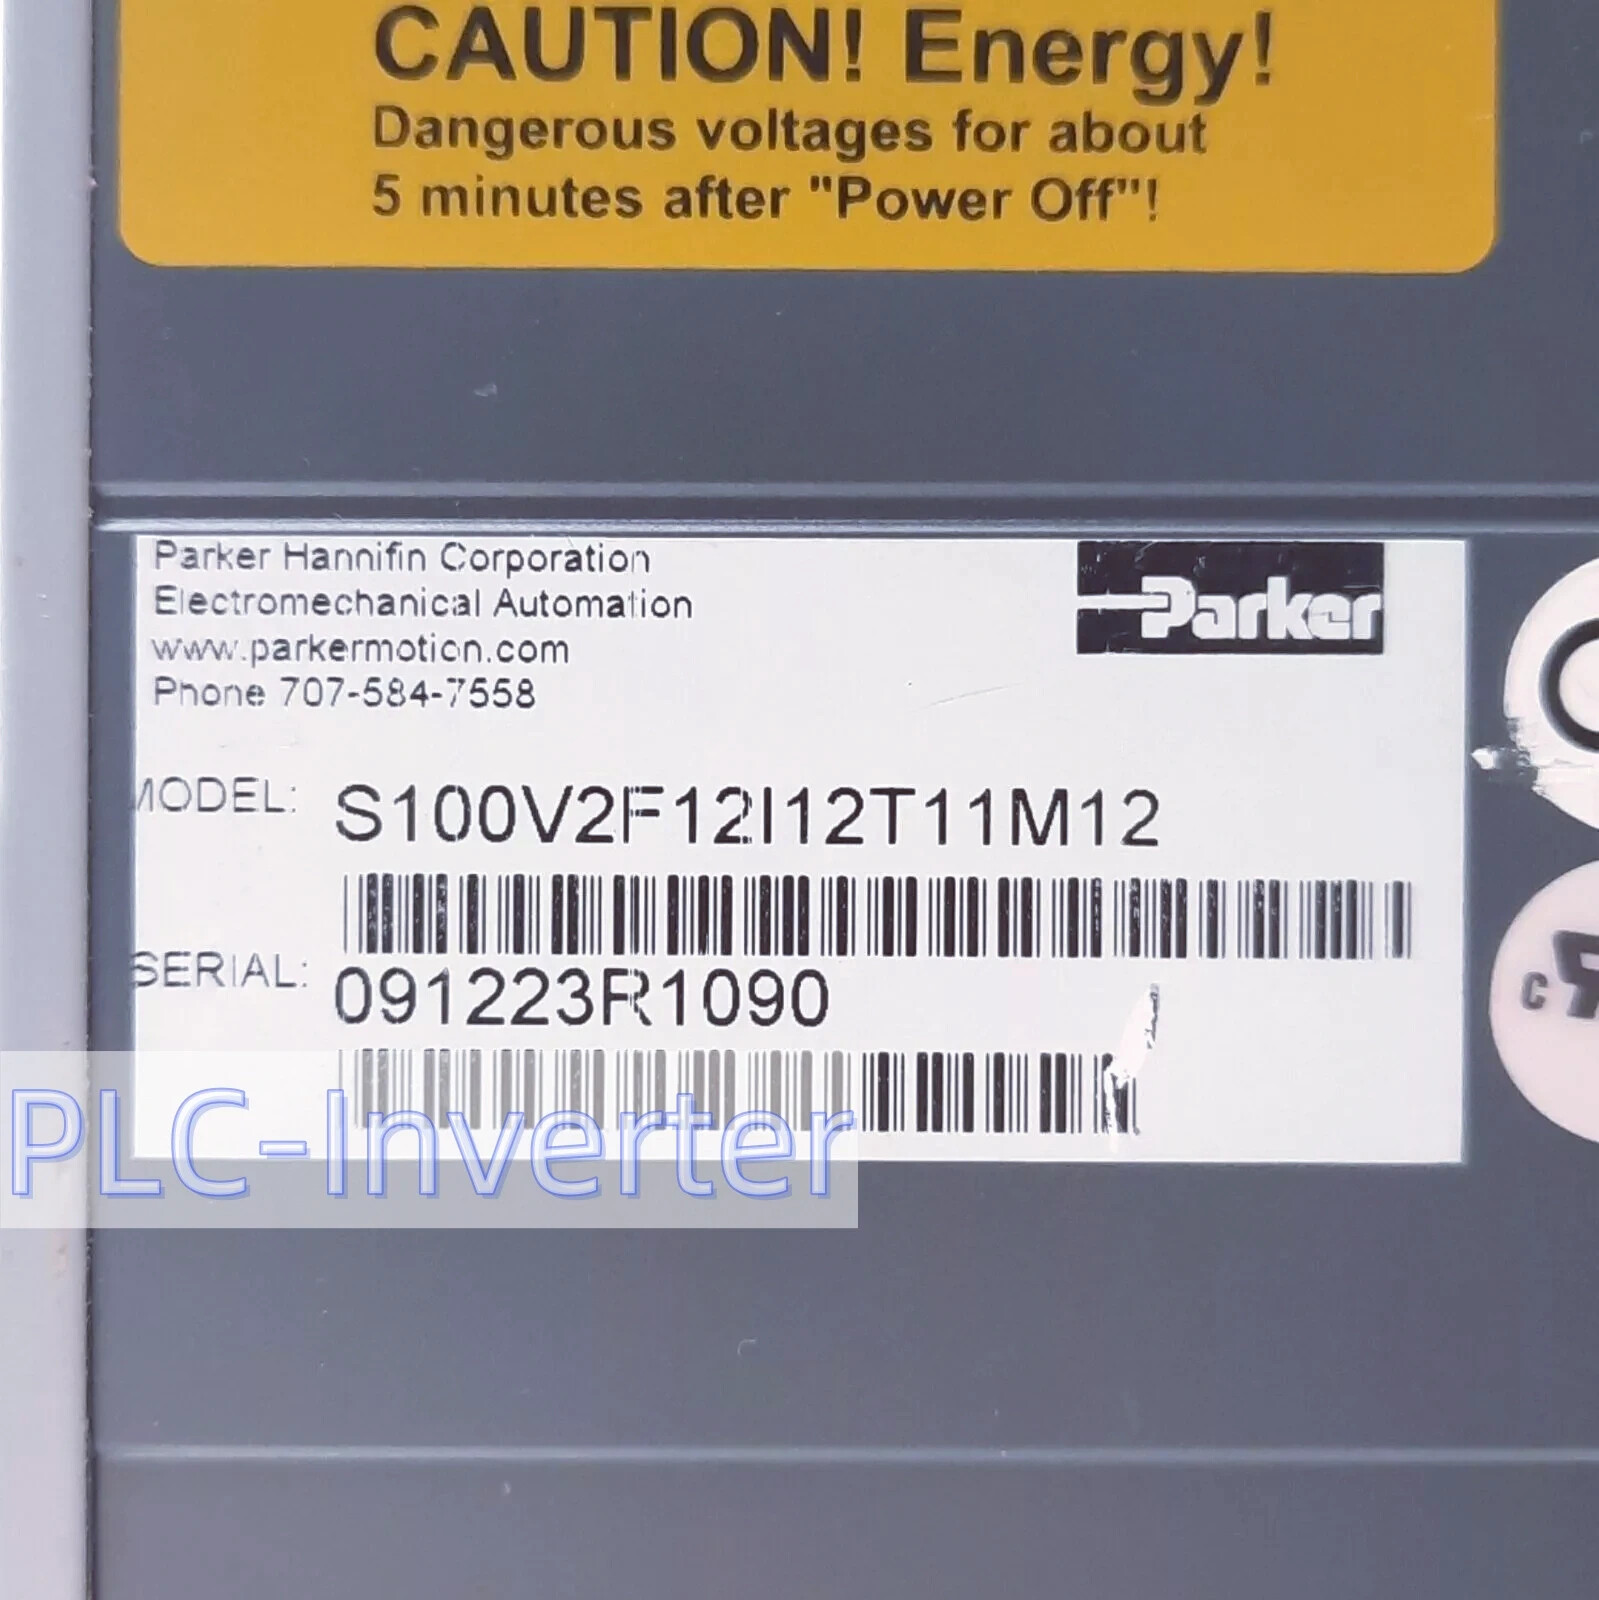 CAUTION! Energy!
Dangerous voltages for about
5 minutes after "Power Off"!
Parker Hannifin Corporation
Electromechanical Automation
www.parkermotion.com
Phone 707-584-7558
Parker
MODEL: S100V2F12I12T11M12
SERIAL: 091223R1090
PLC-Inverter
C